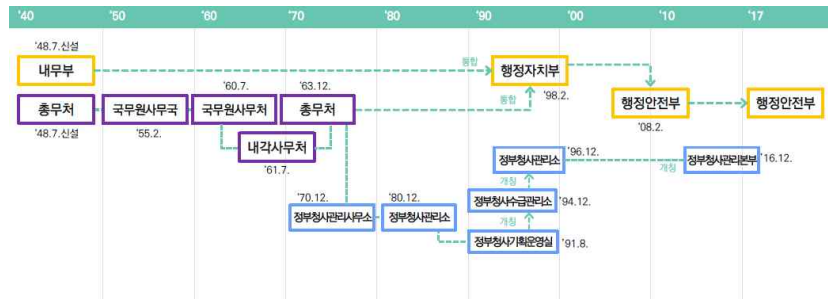 '40 '50 '60 '70 '80 '90 '00 '10 '17
'48.7.신설
내무부
통합
행정자치부
'98.2.
행정안전부
'08.2.
행정안전부
총무처
'48.7.신설
국무원사무국
'55.2.
'60.7.
국무원사무처
'63.12.
총무처
통합
내각사무처
'61.7.
정부청사관리소
'96.12.
개칭
정부청사관리본부
'16.12.
개칭
정부청사수급관리소
'94.12.
'70.12.
정부청사관리사무소
'80.12.
정부청사관리소
개칭
정부청사기획운영실
'91.8.